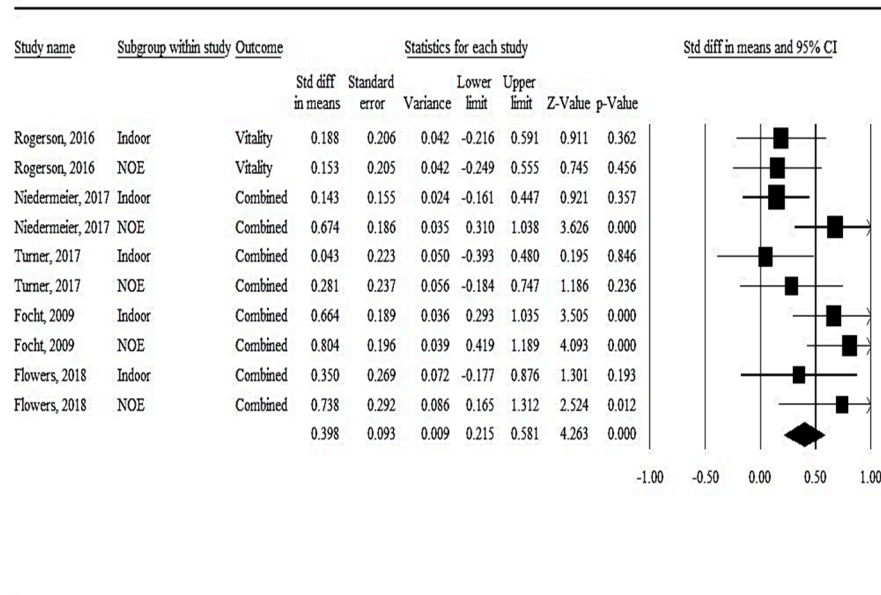 Study name Subgroup within study Outcome Statistics for each study Std diff in means and 95% CI
Std diff Standard Lower Upper
in means error Variance limit limit Z-Value p-Value
Rogerson, 2016 Indoor Vitality 0.188 0.206 0.042 -0.216 0.591 0.911 0.362
Rogerson, 2016 NOE Vitality 0.153 0.205 0.042 -0.249 0.555 0.745 0.456
Niedermeier, 2017 Indoor Combined 0.143 0.155 0.024 -0.161 0.447 0.921 0.357
Niedermeier, 2017 NOE Combined 0.674 0.186 0.035 0.310 1.038 3.626 0.000
Turner, 2017 Indoor Combined 0.043 0.223 0.050 -0.393 0.480 0.195 0.846
Turner, 2017 NOE Combined 0.281 0.237 0.056 -0.184 0.747 1.186 0.236
Focht, 2009 Indoor Combined 0.664 0.189 0.036 0.293 1.035 3.505 0.000
Focht, 2009 NOE Combined 0.804 0.196 0.039 0.419 1.189 4.093 0.000
Flowers, 2018 Indoor Combined 0.350 0.269 0.072 -0.177 0.876 1.301 0.193
Flowers, 2018 NOE Combined 0.738 0.292 0.086 0.165 1.312 2.524 0.012
0.398 0.093 0.009 0.215 0.581 4.263 0.000
-1.00 -0.50 0.00 0.50 1.00